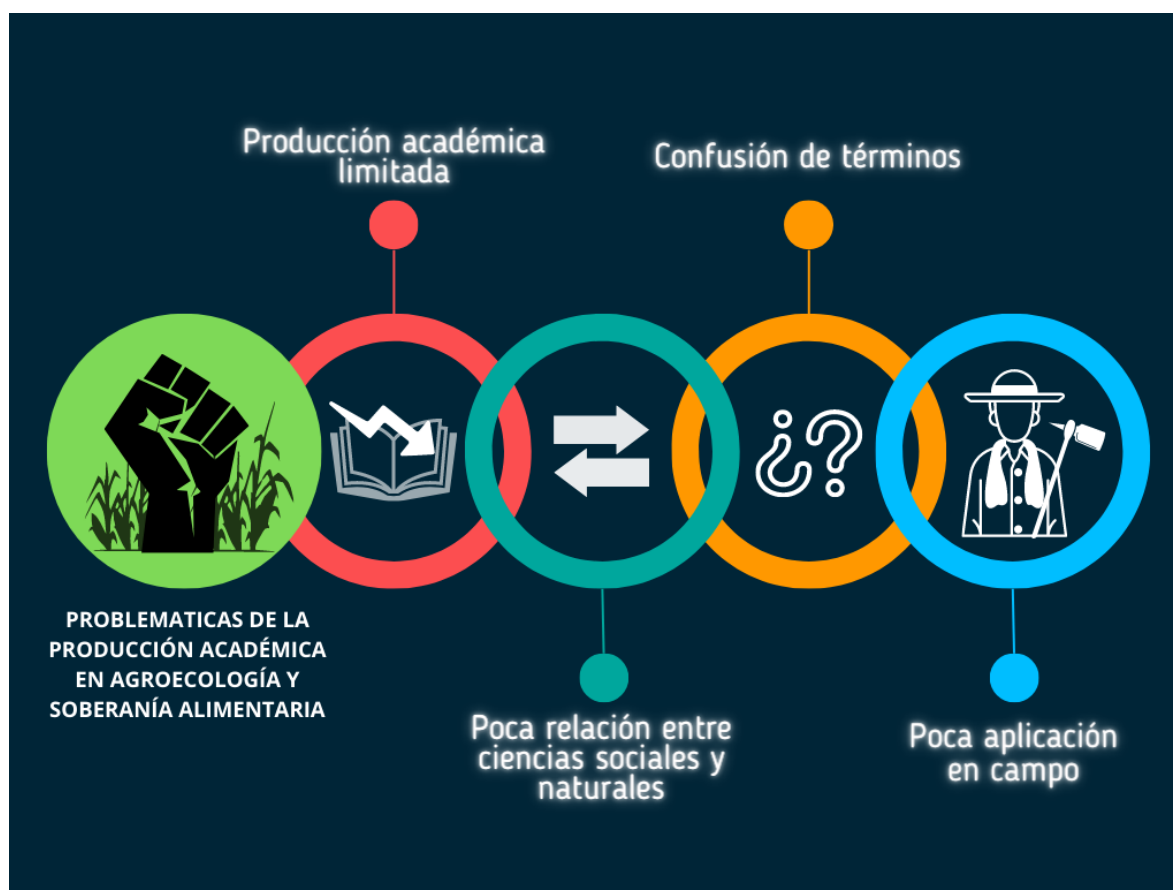 Producción académica
limitada
Confusión de términos
PROBLEMATICAS DE LA
PRODUCCIÓN ACADÉMICA
EN AGROECOLOGÍA Y
SOBERANÍA ALIMENTARIA
Poca relación entre
ciencias sociales y
naturales
Poca aplicación
en campo